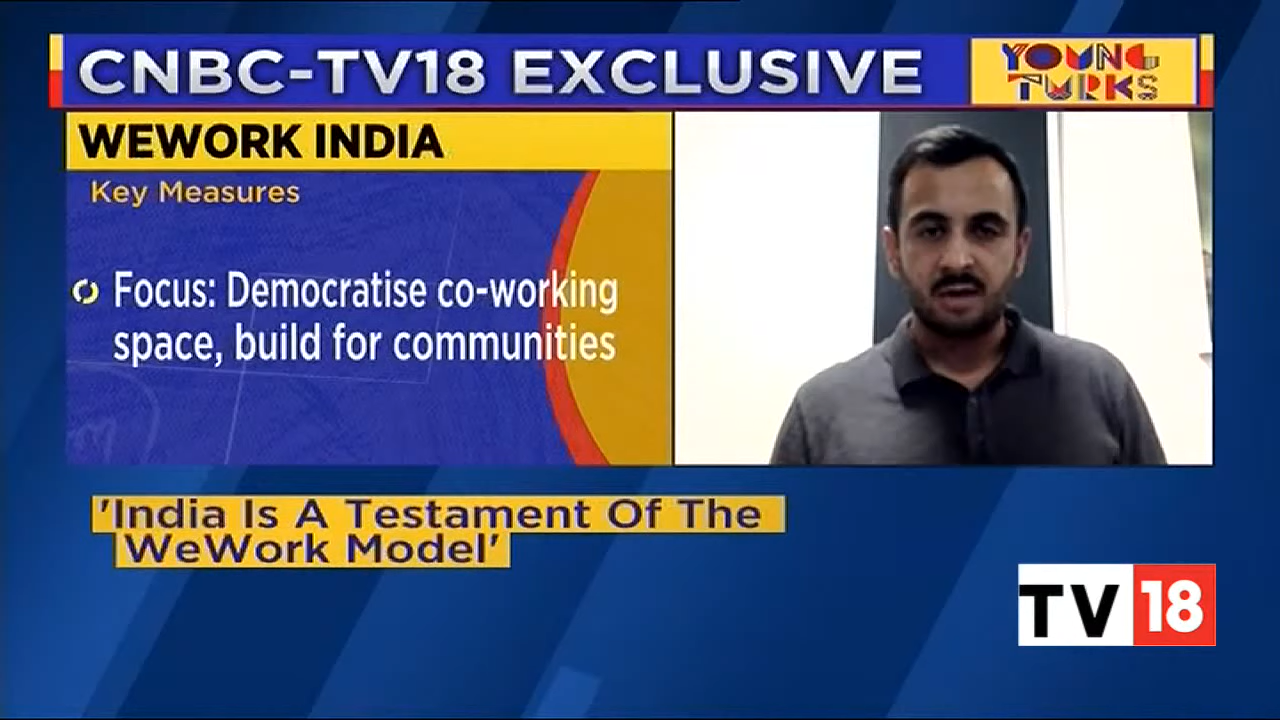 CNBC-TV18 EXCLUSIVE
YOUNG
TURKS
WEWORK INDIA
Key Measures
Focus: Democratise co-working
space, build for communities
'India Is A Testament Of The
WeWork Model'
TV18